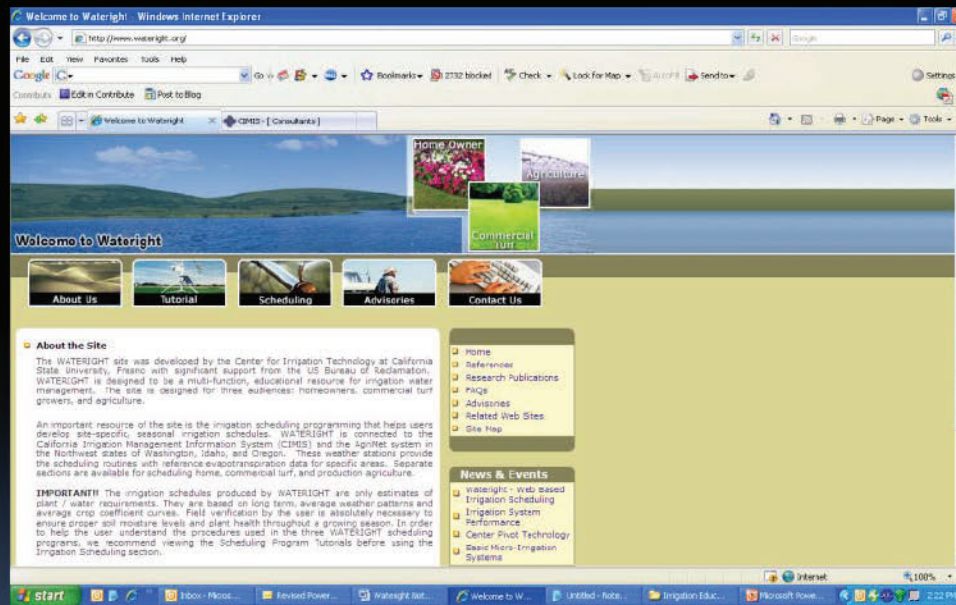 Welcome to Wateright - Windows Internet Explorer
http://www.wateright.org/
Google
File Edit View Favorites Tools Help
Google Go Bookmarks 2732 blocked Check Look for Map AutoFill Send to Settings
Contribute Edit in Contribute Post to Blog
Welcome to Wateright CIMIS - [ Consultants ] Page Tools
Home Owner
Agriculture
Commercial Turf
Welcome to Wateright
About Us Tutorial Scheduling Advisories Contact Us
About the Site
The WATERIGHT site was developed by the Center for Irrigation Technology at California
State University, Fresno with significant support from the US Bureau of Reclamation.
WATERIGHT is designed to be a multi-function, educational resource for irrigation water
management. The site is designed for three audiences: homeowners, commercial turf
growers, and agriculture.
An important resource of the site is the irrigation scheduling programming that helps users
develop site-specific, seasonal irrigation schedules. WATERIGHT is connected to the
California Irrigation Management Information System (CIMIS) and the AgriNet system in
the Northwest states of Washington, Idaho, and Oregon. These weather stations provide
the scheduling routines with reference evapotranspiration data for specific areas. Separate
sections are available for scheduling home, commercial turf, and production agriculture.
IMPORTANT!! The irrigation schedules produced by WATERIGHT are only estimates of
plant / water requirements. They are based on long term, average weather patterns and
average crop coefficient curves. Field verification by the user is absolutely necessary to
ensure proper soil moisture levels and plant health throughout a growing season. In order
to help the user understand the procedures used in the three WATERIGHT scheduling
programs, we recommend viewing the Scheduling Program Tutorials before using the
Irrigation Scheduling section.
Home
References
Research Publications
FAQs
Advisories
Related Web Sites
Site Map
News & Events
Wateright - Web Based
Irrigation Scheduling
Irrigation System
Performance
Center Pivot Technology
Basic Micro-Irrigation
Systems
Internet 100%
start Inbox - Micros... Revised Power... Wateright Not... Welcome to W... Untitled - Note... Irrigation Educ... Microsoft Powe... 2:22 PM